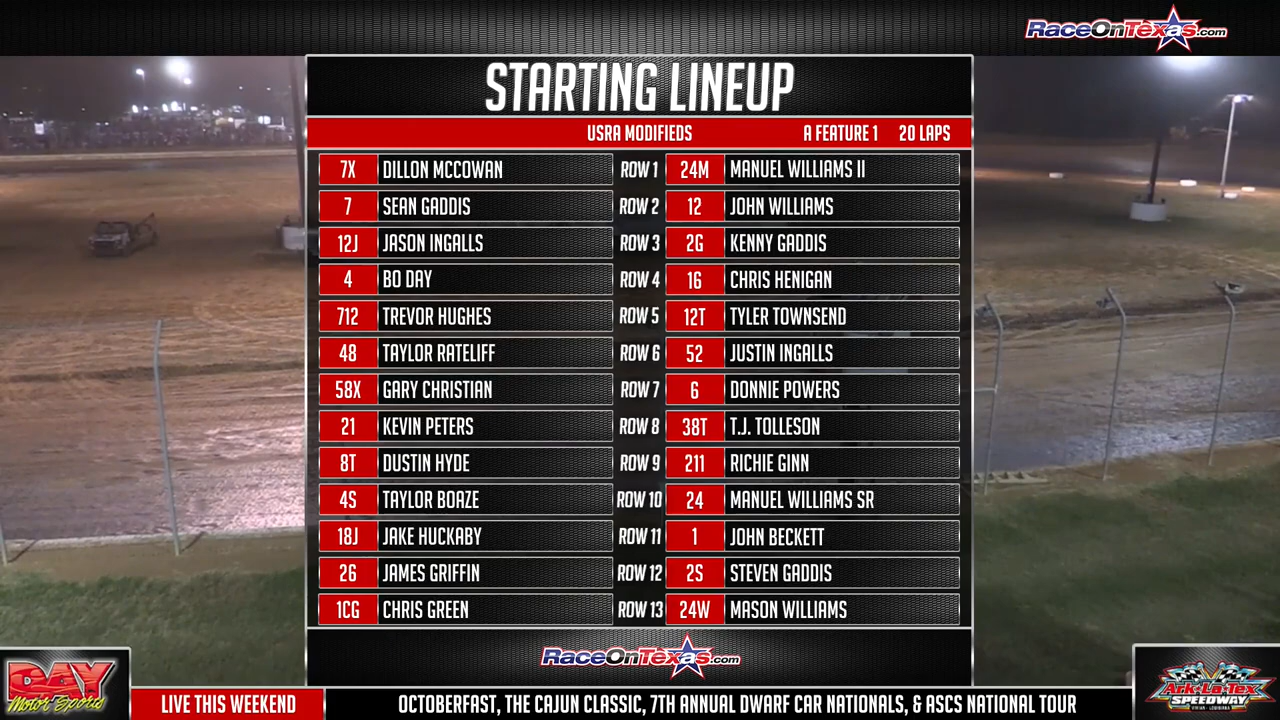 RaceOnTexas.com
STARTING LINEUP
USRA MODIFIEDS A FEATURE 1 20 LAPS
7X DILLON MCCOWAN ROW 1 24M MANUEL WILLIAMS II
7 SEAN GADDIS ROW 2 12 JOHN WILLIAMS
12J JASON INGALLS ROW 3 2G KENNY GADDIS
4 BO DAY ROW 4 16 CHRIS HENIGAN
712 TREVOR HUGHES ROW 5 12T TYLER TOWNSEND
48 TAYLOR RATELIFF ROW 6 52 JUSTIN INGALLS
58X GARY CHRISTIAN ROW 7 6 DONNIE POWERS
21 KEVIN PETERS ROW 8 38T T.J. TOLLESON
8T DUSTIN HYDE ROW 9 211 RICHIE GINN
4S TAYLOR BOAZE ROW 10 24 MANUEL WILLIAMS SR
18J JAKE HUCKABY ROW 11 1 JOHN BECKETT
26 JAMES GRIFFIN ROW 12 2S STEVEN GADDIS
1CG CHRIS GREEN ROW 13 24W MASON WILLIAMS
RaceOnTexas.com
DAY
Motor Sports
LIVE THIS WEEKEND
OCTOBERFAST, THE CAJUN CLASSIC, 7TH ANNUAL DWARF CAR NATIONALS, & ASCS NATIONAL TOUR
Ark-La-Tex
SPEEDWAY
VIVIAN - LOUISIANA